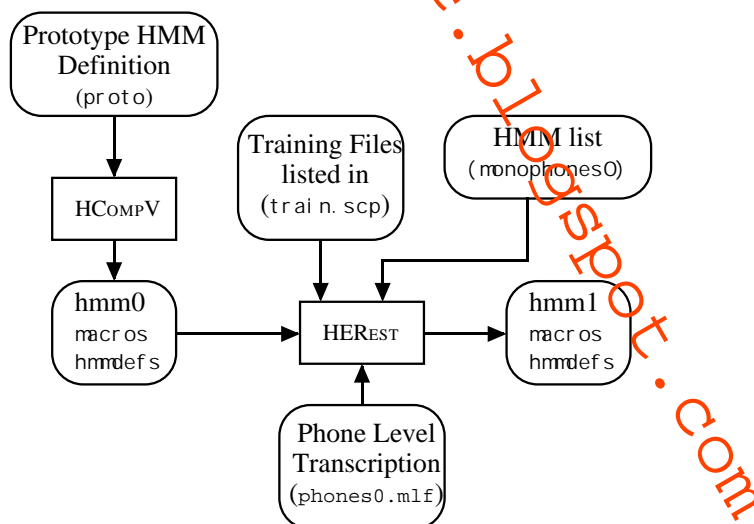 Prototype HMM
Definition
(proto)
HCompV
Training Files
listed in
(train.scp)
HMM list
(monophones0)
hmm0
macros
hmmdefs
HERest
hmm1
macros
hmmdefs
Phone Level
Transcription
(phones0.mlf)
.blogspot.com